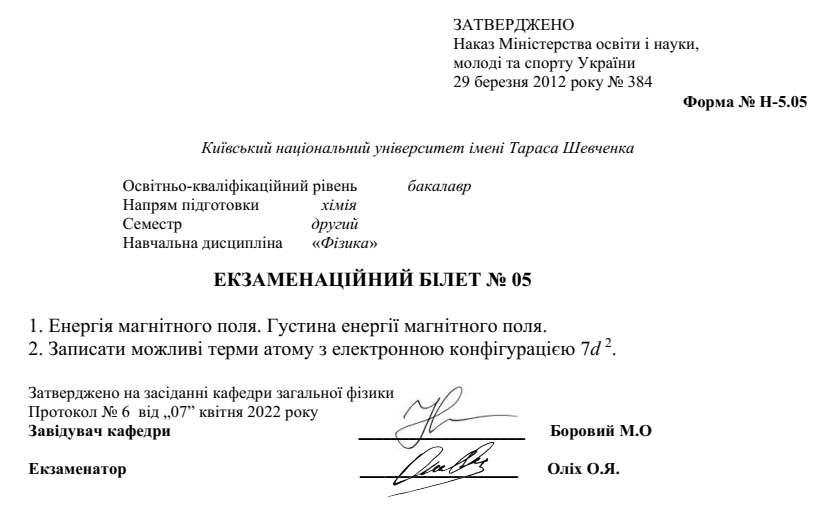 ЗАТВЕРДЖЕНО
Наказ Міністерства освіти і науки,
молоді та спорту України
29 березня 2012 року № 384
Форма № Н-5.05
Київський національний університет імені Тараса Шевченка
Освітньо-кваліфікаційний рівень бакалавр
Напрям підготовки хімія
Семестр другий
Навчальна дисципліна «Фізика»
ЕКЗАМЕНАЦІЙНИЙ БІЛЕТ № 05
1. Енергія магнітного поля. Густина енергії магнітного поля.
2. Записати можливі терми атому з електронною конфігурацією 7d ².
Затверджено на засіданні кафедри загальної фізики
Протокол № 6 від „07” квітня 2022 року
Завідувач кафедри Боровий М.О
Екзаменатор Оліх О.Я.